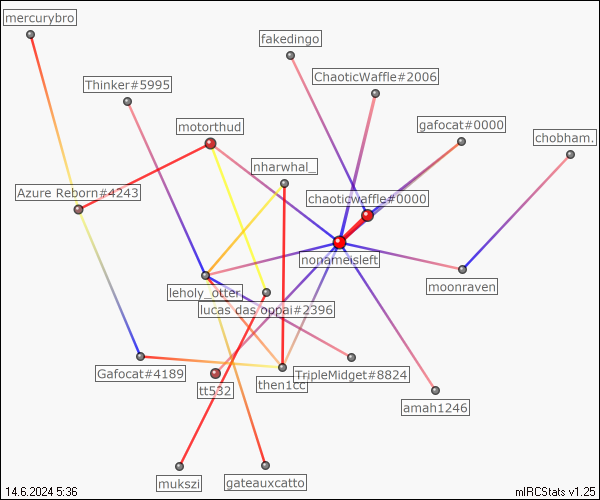 mercurybro
fakedingo
ChaoticWaffle#2006
Thinker#5995
motorthud
gafocat#0000
chobham.
nharwhal_
Azure Reborn#4243
chaoticwaffle#0000
nonameisleft
moonraven
leholy_otter
lucas das oppai#2396
Gafocat#4189
TripleMidget#8824
then1cc
tt532
amah1246
mukszi
gateauxcatto
14.6.2024 5:36
mIRCStats v1.25